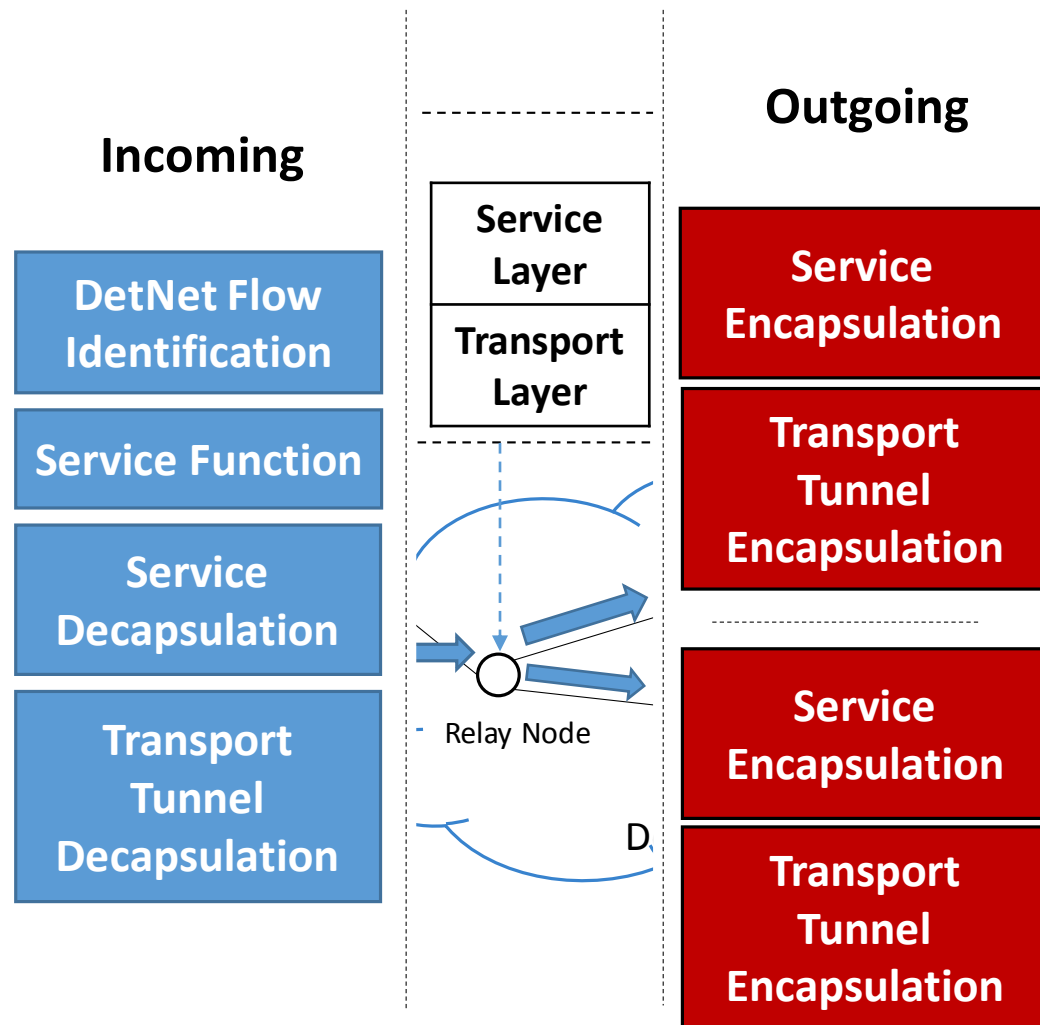 Incoming
DetNet Flow
Identification
Service Function
Service
Decapsulation
Transport
Tunnel
Decapsulation
Service
Layer
Transport
Layer
Relay Node
D
Outgoing
Service
Encapsulation
Transport
Tunnel
Encapsulation
Service
Encapsulation
Transport
Tunnel
Encapsulation